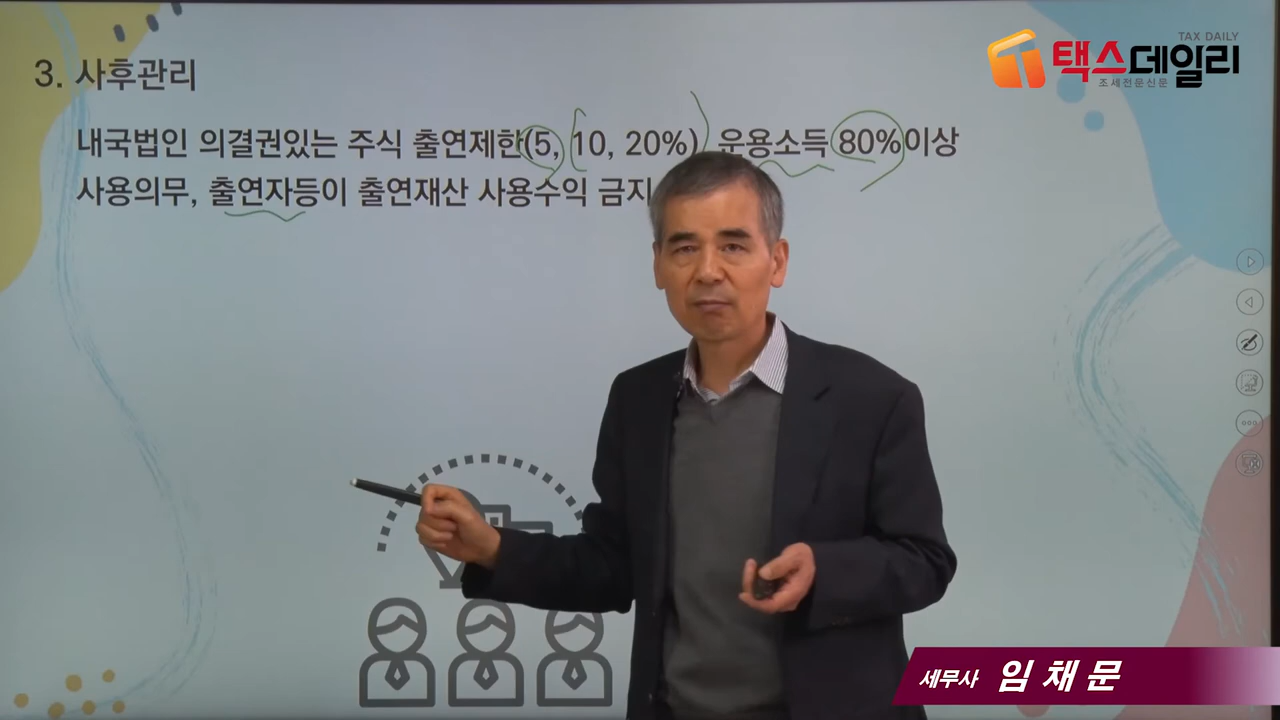 3. 사후관리
내국법인 의결권있는 주식 출연제한(5, 10, 20%) 운용소득 80%이상
사용의무, 출연자등이 출연재산 사용수익 금지
TAX DAILY
택스데일리
조세전문신문
세무사 임채문